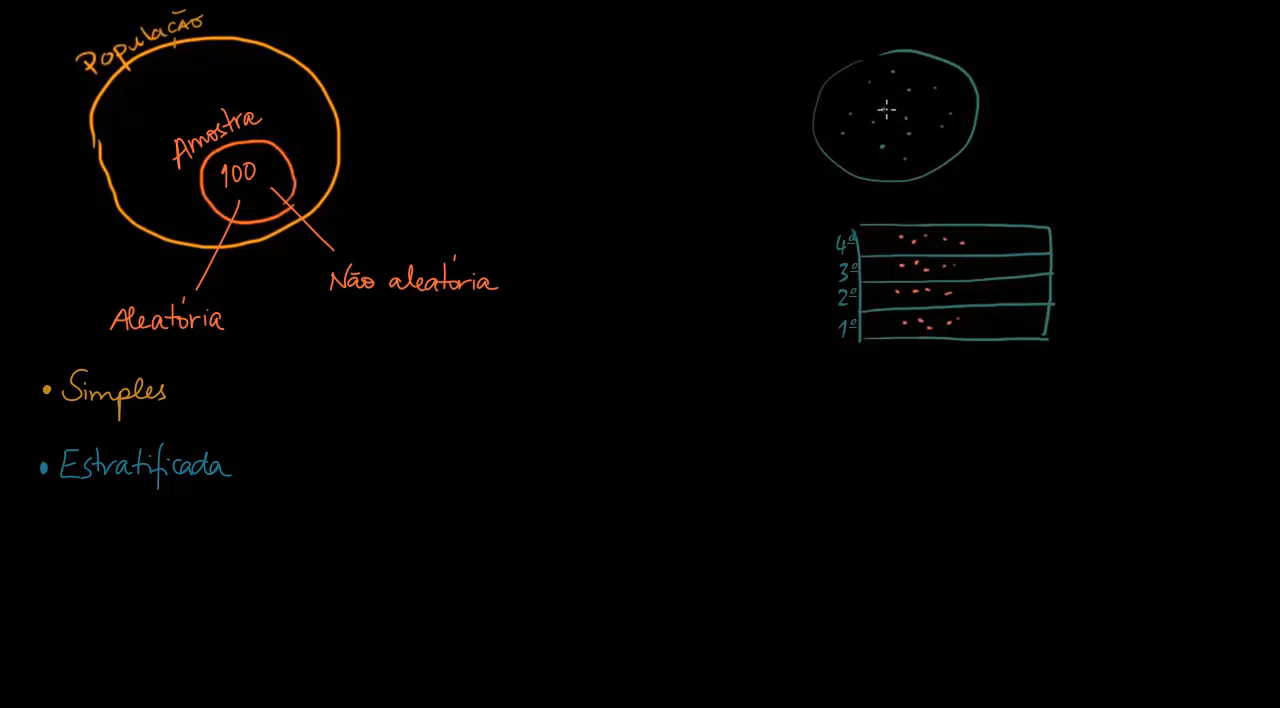 População
Amostra
100
Não aleatória
Aleatória
• Simples
• Estratificada
4º
3º
2º
1º